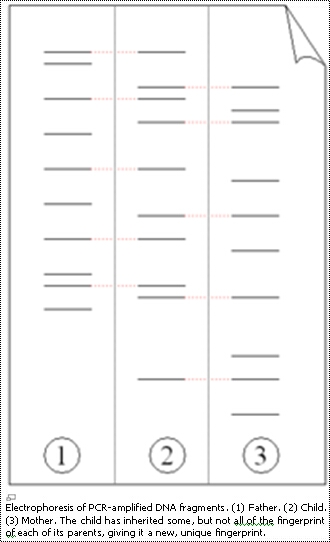 1 2 3
Electrophoresis of PCR-amplified DNA fragments. (1) Father. (2) Child.
(3) Mother. The child has inherited some, but not all of the fingerprint
of each of its parents, giving it a new, unique fingerprint.